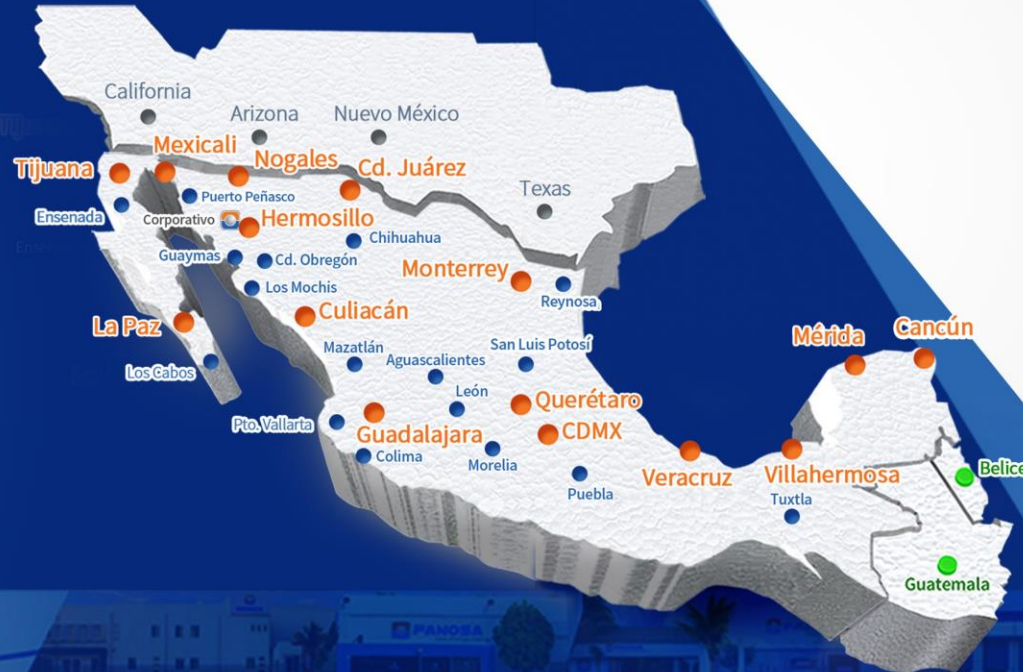 California
Arizona
Nuevo México
Mexicali
Nogales
Cd. Juárez
Tijuana
Texas
Puerto Peñasco
Ensenada
Corporativo
Hermosillo
Chihuahua
Guaymas
Cd. Obregón
Monterrey
Los Mochis
Reynosa
Culiacán
La Paz
Mérida
Cancún
Mazatlán
San Luis Potosí
Aguascalientes
Los Cabos
León
Querétaro
Pto. Vallarta
Guadalajara
CDMX
Colima
Morelia
Veracruz
Villahermosa
Belice
Puebla
Tuxtla
Guatemala
PANOSA